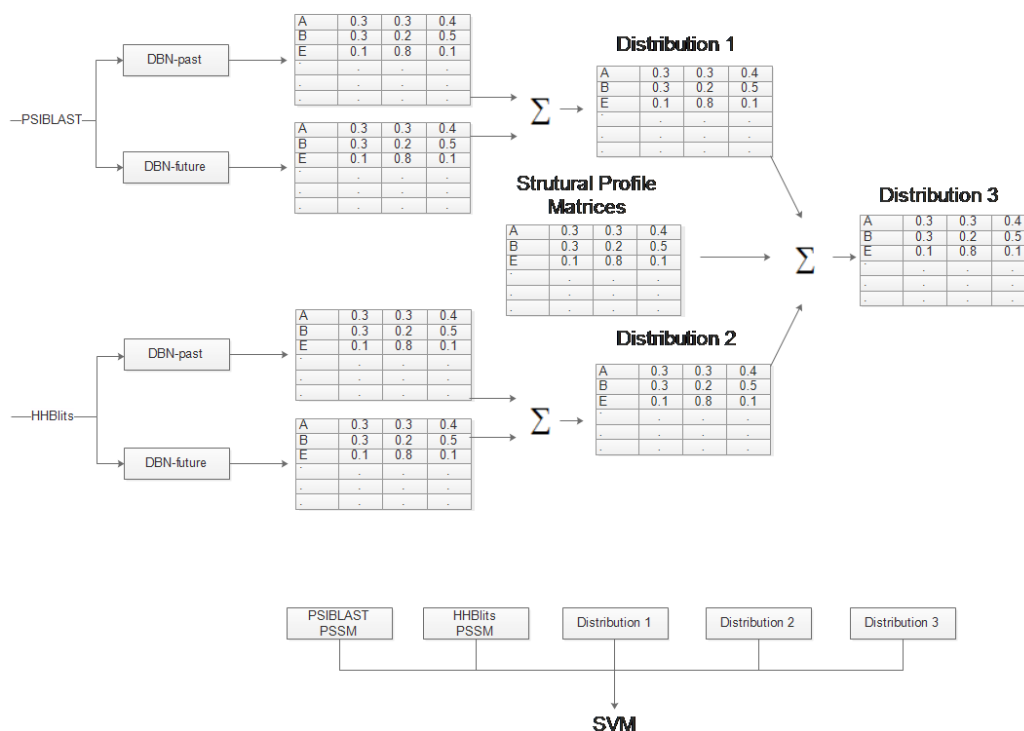 A 0.3 0.3 0.4
B 0.3 0.2 0.5
E 0.1 0.8 0.1
. . . .
. . . .
. . . .
DBN-past
PSIBLAST
DBN-future
A 0.3 0.3 0.4
B 0.3 0.2 0.5
E 0.1 0.8 0.1
. . . .
. . . .
. . . .
∑
Distribution 1
A 0.3 0.3 0.4
B 0.3 0.2 0.5
E 0.1 0.8 0.1
. . . .
. . . .
. . . .
Strutural Profile
Matrices
A 0.3 0.3 0.4
B 0.3 0.2 0.5
E 0.1 0.8 0.1
. . . .
. . . .
. . . .
∑
Distribution 3
A 0.3 0.3 0.4
B 0.3 0.2 0.5
E 0.1 0.8 0.1
. . . .
. . . .
. . . .
A 0.3 0.3 0.4
B 0.3 0.2 0.5
E 0.1 0.8 0.1
. . . .
. . . .
. . . .
DBN-past
HHBlits
DBN-future
A 0.3 0.3 0.4
B 0.3 0.2 0.5
E 0.1 0.8 0.1
. . . .
. . . .
. . . .
∑
Distribution 2
A 0.3 0.3 0.4
B 0.3 0.2 0.5
E 0.1 0.8 0.1
. . . .
. . . .
. . . .
PSIBLAST
PSSM
HHBlits
PSSM
Distribution 1
Distribution 2
Distribution 3
SVM